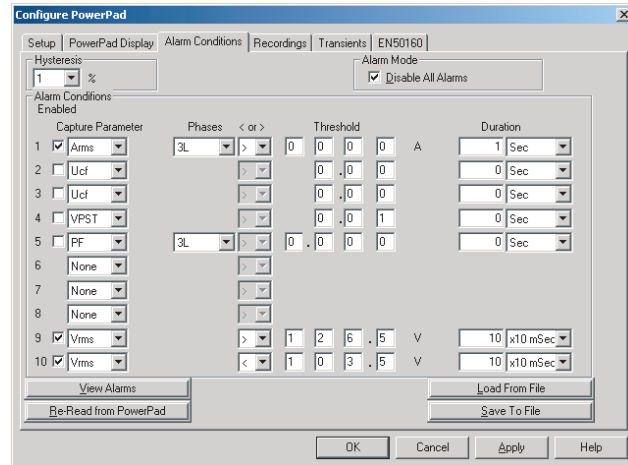 Configure PowerPad
Setup PowerPad Display Alarm Conditions Recordings Transients EN50160
Hysteresis Alarm Mode
1 % Disable All Alarms
Alarm Conditions
Enabled
Capture Parameter Phases < or > Threshold Duration
1 Arms 3L > 0 0 0 0 A 1 Sec
2 Ucf > 0 . 0 0 0 Sec
3 Ucf > 0 . 0 0 0 Sec
4 VPST > 0 . 0 1 0 Sec
5 PF 3L > 0 . 0 0 0 0 Sec
6 None >
7 None >
8 None >
9 Vrms > 1 2 6 . 5 V 10 x10 mSec
10 Vrms < 1 0 3 . 5 V 10 x10 mSec
View Alarms Load From File
Re-Read from PowerPad Save To File
OK Cancel Apply Help